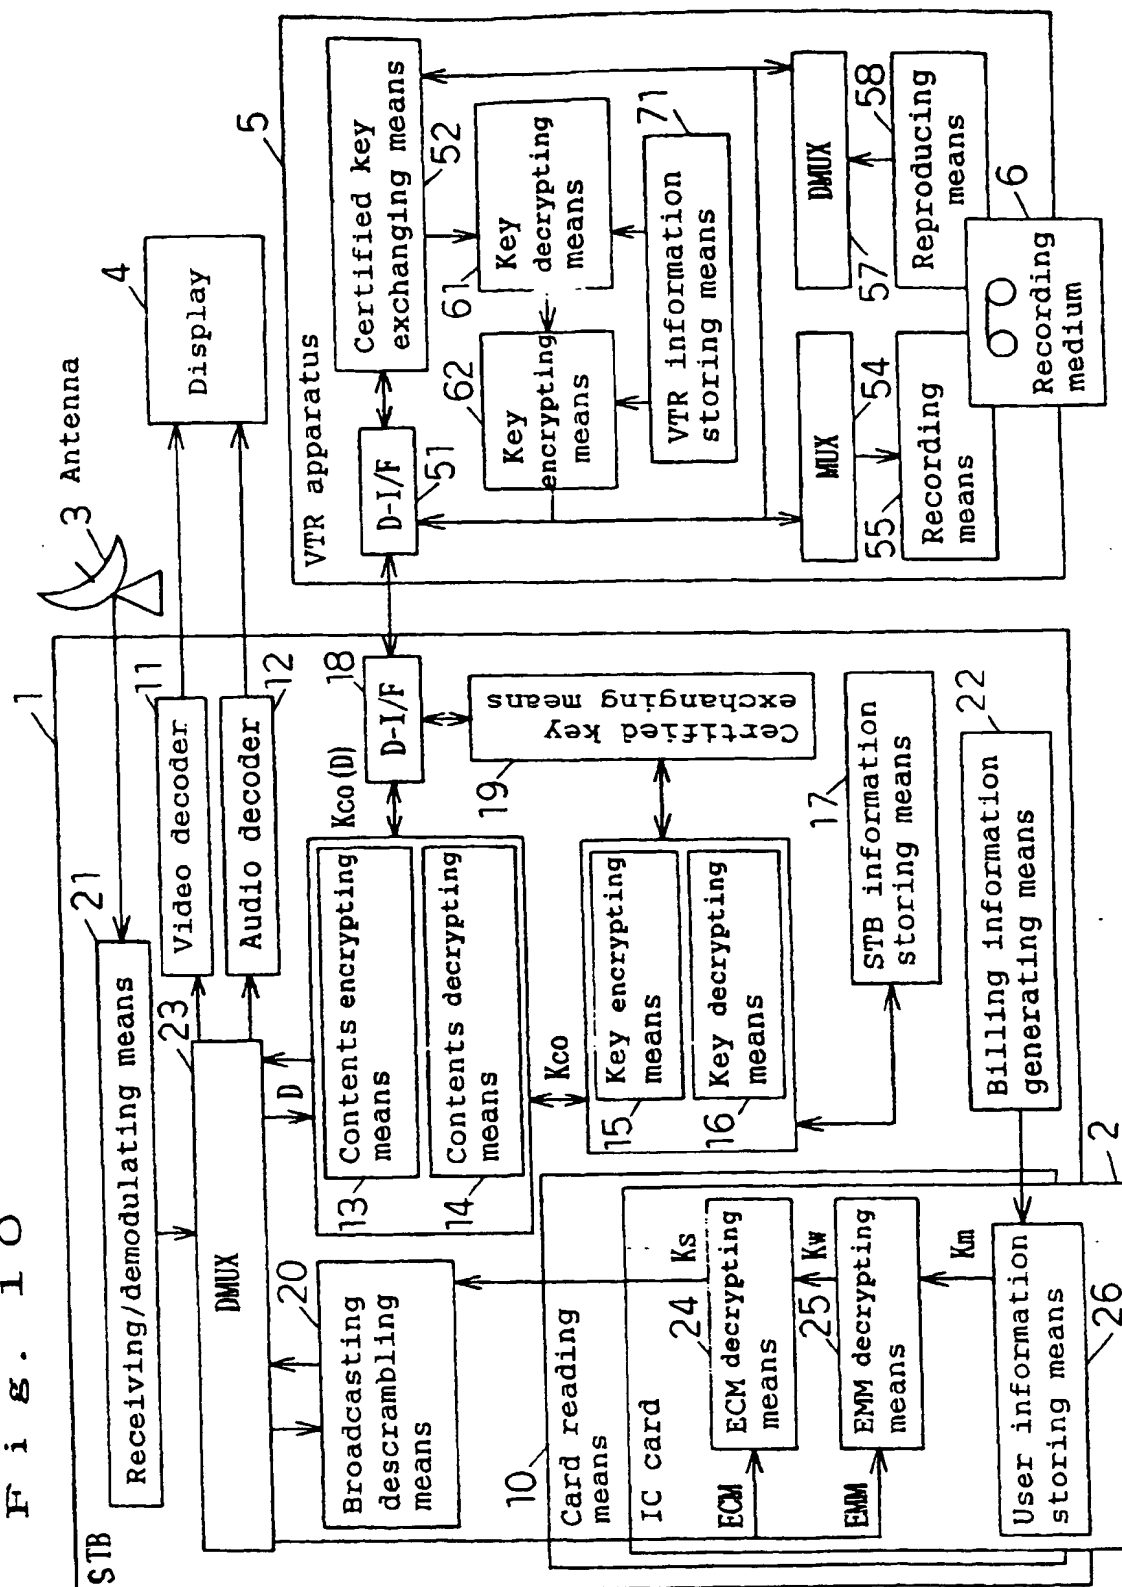 Fig. 10
STB
1
Receiving/demodulating means
21
DMUX
23
Video decoder
11
Audio decoder
12
3
Antenna
4
Display
Broadcasting
descrambling
means
20
D
Contents encrypting
means
13
Contents decrypting
means
14
Kco(D)
D-I/F
18
Certified key
exchanging means
19
Kco
Key encrypting
means
15
Key decrypting
means
16
STB information
storing means
17
Billing information
generating means
22
10
Card reading
means
IC card
2
ECM
ECM decrypting
means
24
Ks
EMM
EMM decrypting
means
25
Kw
Km
User information
storing means
26
5
VTR apparatus
D-I/F
51
Certified key
exchanging means
52
Key
encrypting
means
62
Key
decrypting
means
61
VTR information
storing means
71
MUX
54
Recording
means
55
DMUX
57
Reproducing
means
58
Recording
medium
6